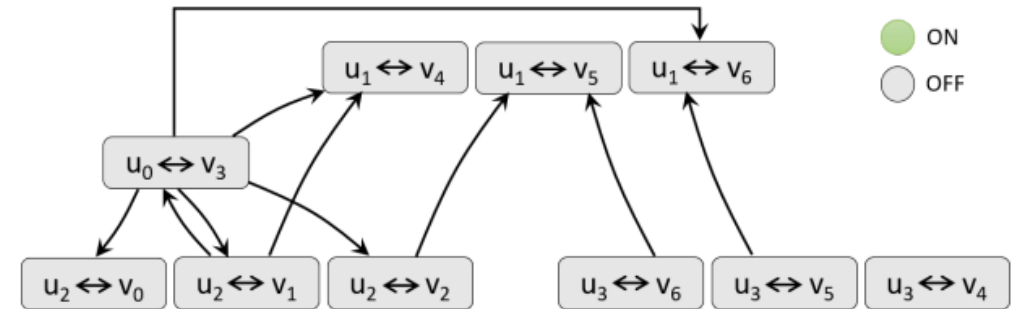 u₁ ↔ v₄ u₁ ↔ v₅ u₁ ↔ v₆ ON
OFF
u₀ ↔ v₃
u₂ ↔ v₀ u₂ ↔ v₁ u₂ ↔ v₂ u₃ ↔ v₆ u₃ ↔ v₅ u₃ ↔ v₄